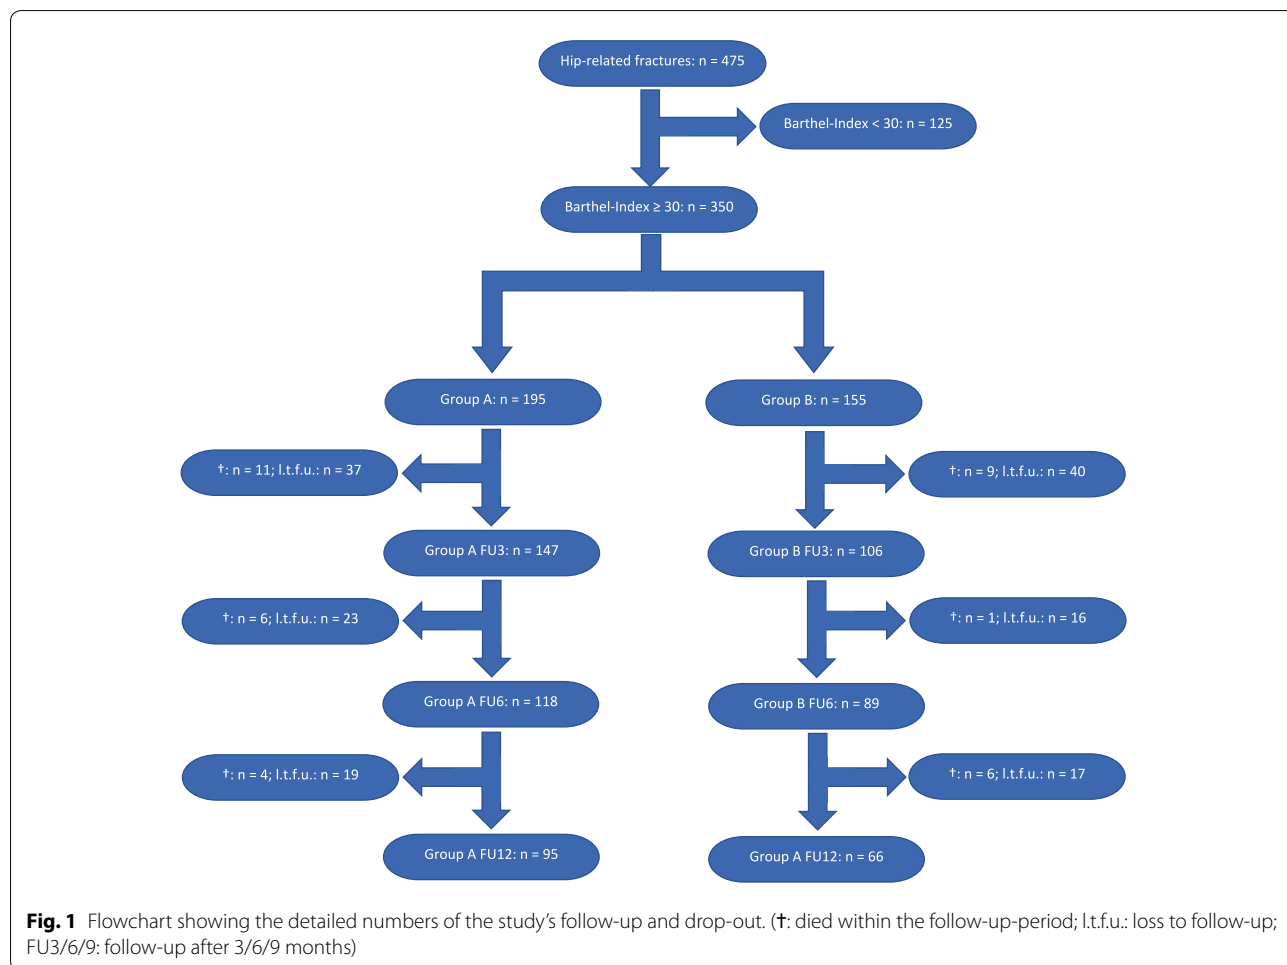 Hip-related fractures: n = 475
Barthel-Index < 30: n = 125
Barthel-Index ≥ 30: n = 350
Group A: n = 195
Group B: n = 155
†: n = 11; l.t.f.u.: n = 37
†: n = 9; l.t.f.u.: n = 40
Group A FU3: n = 147
Group B FU3: n = 106
†: n = 6; l.t.f.u.: n = 23
†: n = 1; l.t.f.u.: n = 16
Group A FU6: n = 118
Group B FU6: n = 89
†: n = 4; l.t.f.u.: n = 19
†: n = 6; l.t.f.u.: n = 17
Group A FU12: n = 95
Group A FU12: n = 66
Fig. 1 Flowchart showing the detailed numbers of the study's follow-up and drop-out. (†: died within the follow-up-period; l.t.f.u.: loss to follow-up;
FU3/6/9: follow-up after 3/6/9 months)